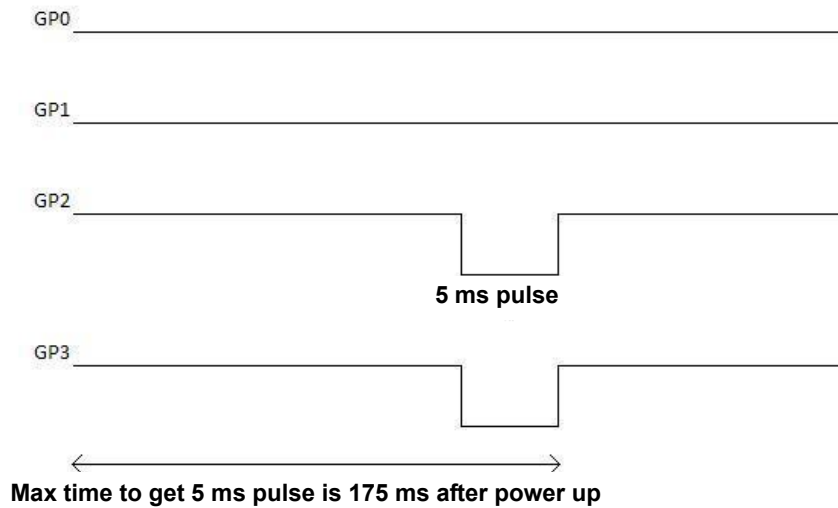 GP0
GP1
GP2
5 ms pulse
GP3
Max time to get 5 ms pulse is 175 ms after power up